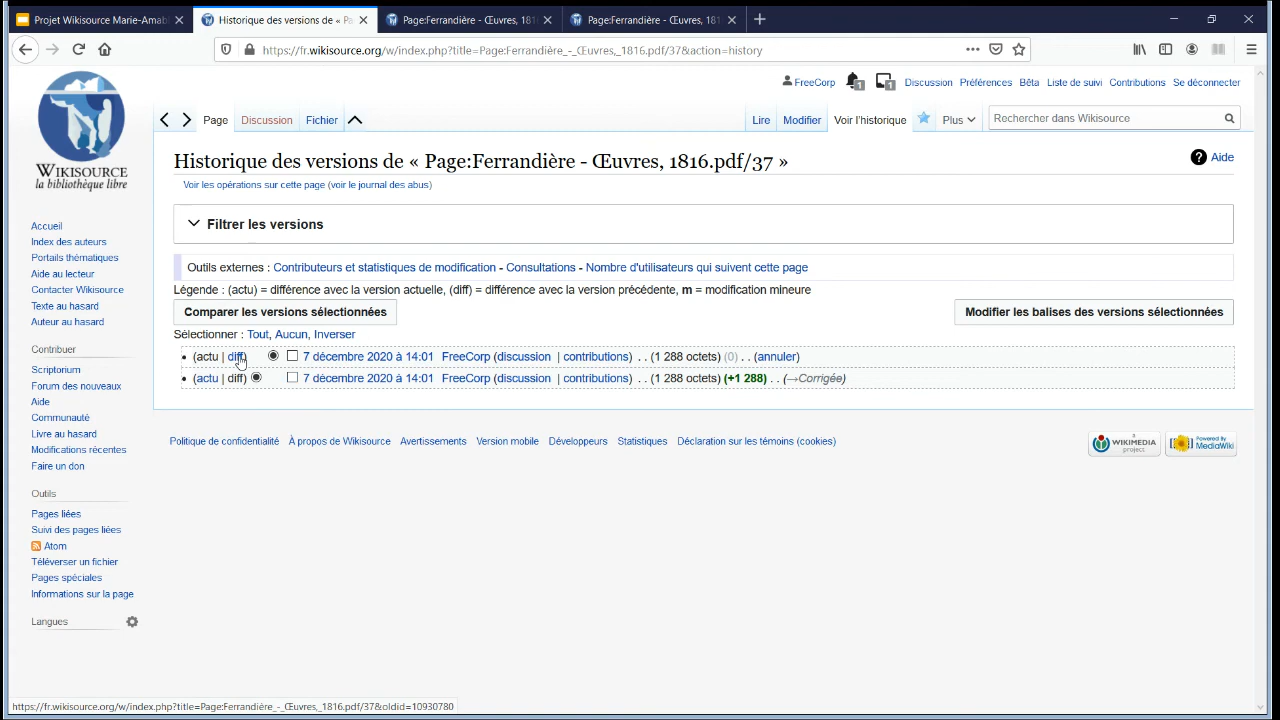 Projet Wikisource Marie-Amab
Historique des versions de « Pa
Page:Ferrandière - Œuvres, 181
Page:Ferrandière - Œuvres, 181
https://fr.wikisource.org/w/index.php?title=Page:Ferrandière_-_Œuvres,_1816.pdf/37&action=history
FreeCorp 1 1 Discussion Préférences Bêta Liste de suivi Contributions Se déconnecter
Page Discussion Fichier Lire Modifier Voir l'historique Plus Rechercher dans Wikisource
WIKISOURCE
la bibliothèque libre
Historique des versions de « Page:Ferrandière - Œuvres, 1816.pdf/37 »
Aide
Voir les opérations sur cette page (voir le journal des abus)
Filtrer les versions
Outils externes : Contributeurs et statistiques de modification - Consultations - Nombre d'utilisateurs qui suivent cette page
Légende : (actu) = différence avec la version actuelle, (diff) = différence avec la version précédente, m = modification mineure
Comparer les versions sélectionnées
Modifier les balises des versions sélectionnées
Sélectionner : Tout, Aucun, Inverser
(actu | diff) 7 décembre 2020 à 14:01 FreeCorp (discussion | contributions) . . (1 288 octets) (0) . . (annuler)
(actu | diff) 7 décembre 2020 à 14:01 FreeCorp (discussion | contributions) . . (1 288 octets) (+1 288) . . (→Corrigée)
Accueil
Index des auteurs
Portails thématiques
Aide au lecteur
Contacter Wikisource
Texte au hasard
Auteur au hasard
Contribuer
Scriptorium
Forum des nouveaux
Aide
Communauté
Livre au hasard
Modifications récentes
Faire un don
Outils
Pages liées
Suivi des pages liées
Atom
Téléverser un fichier
Pages spéciales
Informations sur la page
Langues
Politique de confidentialité À propos de Wikisource Avertissements Version mobile Développeurs Statistiques Déclaration sur les témoins (cookies)
A WIKIMEDIA project
Powered By MediaWiki
https://fr.wikisource.org/w/index.php?title=Page:Ferrandière_-_Œuvres,_1816.pdf/37&oldid=10930780